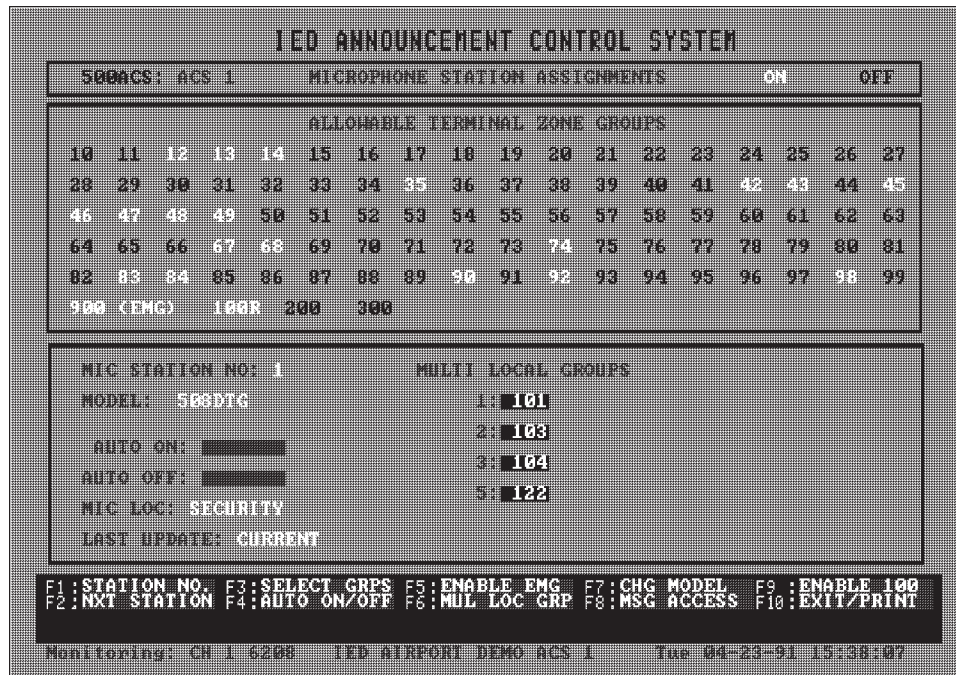 IED ANNOUNCEMENT CONTROL SYSTEM
500ACS: ACS 1 MICROPHONE STATION ASSIGNMENTS ON OFF
ALLOWABLE TERMINAL ZONE GROUPS
10 11 12 13 14 15 16 17 18 19 20 21 22 23 24 25 26 27
28 29 30 31 32 33 34 35 36 37 38 39 40 41 42 43 44 45
46 47 48 49 50 51 52 53 54 55 56 57 58 59 60 61 62 63
64 65 66 67 68 69 70 71 72 73 74 75 76 77 78 79 80 81
82 83 84 85 86 87 88 89 90 91 92 93 94 95 96 97 98 99
900 (EMG) 100R 200 300
MIC STATION NO: 1 MULTI LOCAL GROUPS
MODEL: 508DTG 1: 101
2: 103
AUTO ON:
3: 104
AUTO OFF:
5: 122
MIC LOC: SECURITY
LAST UPDATE: CURRENT
F1:STATION NO. F3:SELECT GRPS F5:ENABLE EMG F7:CHG MODEL F9 :ENABLE 100
F2:NXT STATION F4:AUTO ON/OFF F6:MUL LOC GRP F8:MSG ACCESS F10:EXIT/PRINT
Monitoring: CH 1 6208 IED AIRPORT DEMO ACS 1 Tue 04-23-91 15:38:07